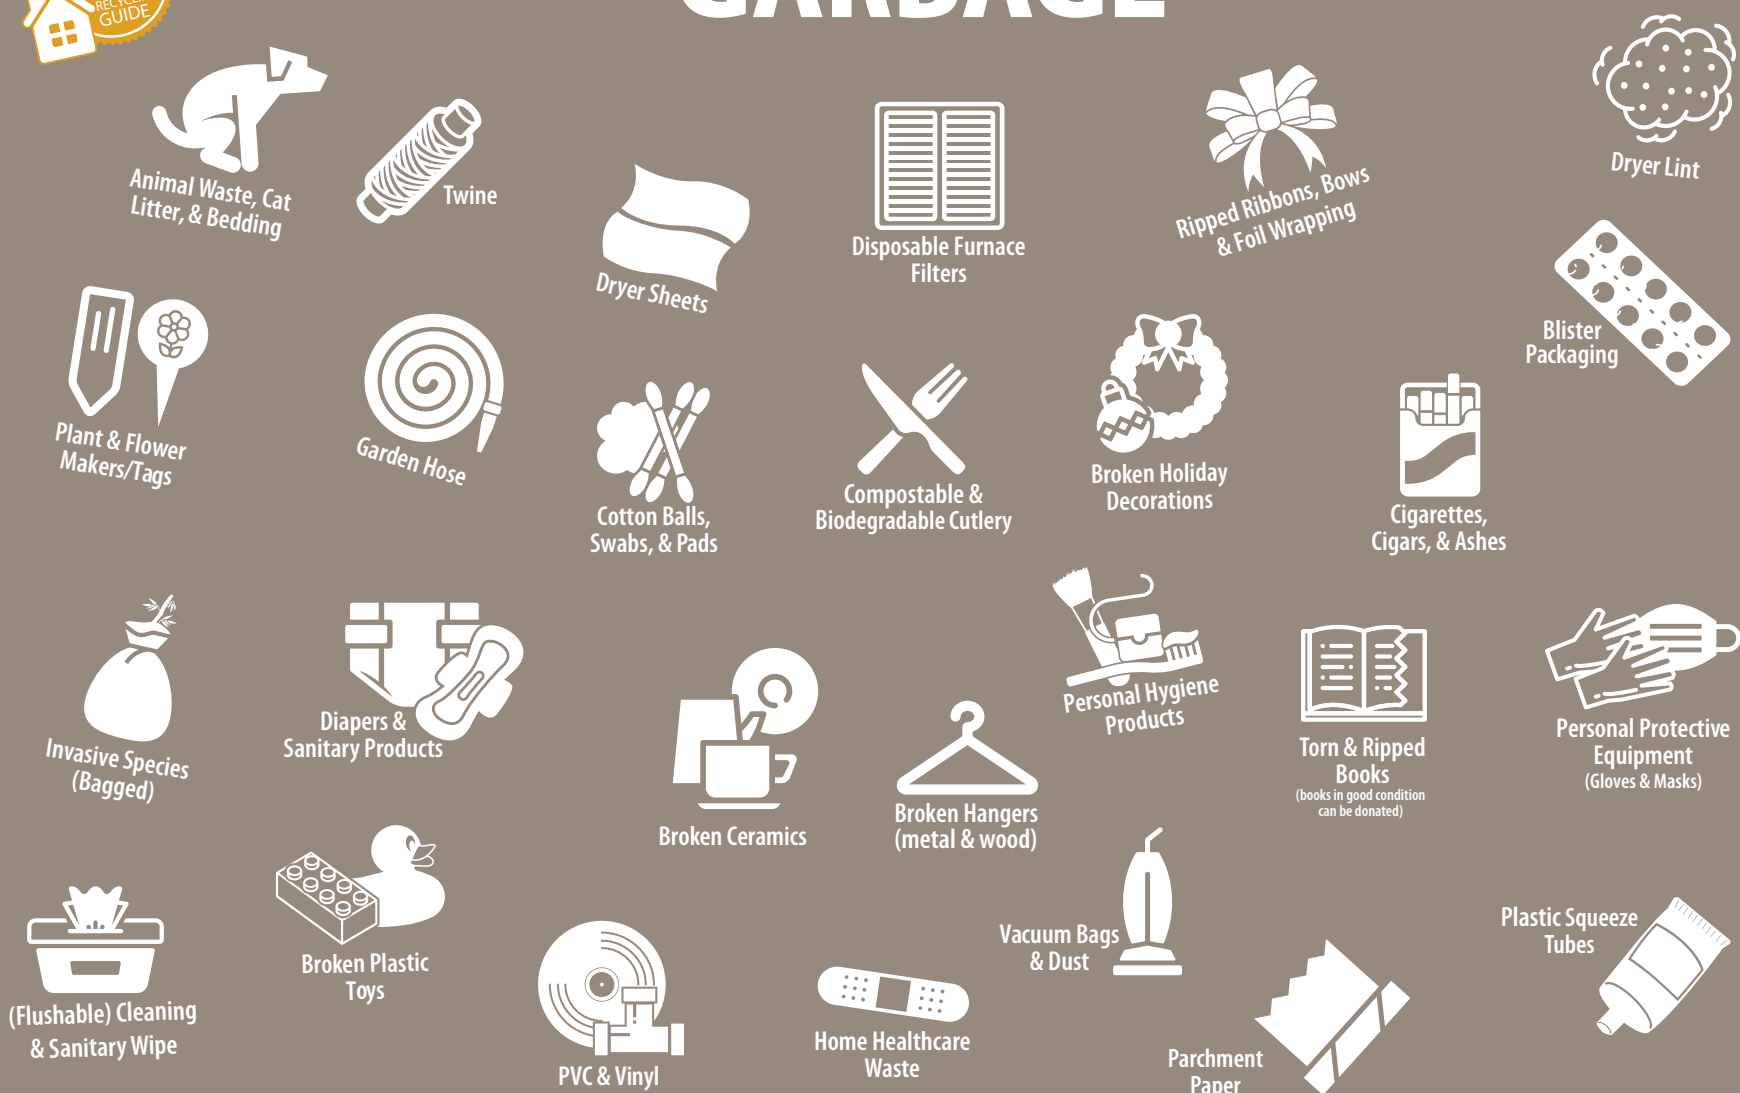 GUIDE
GARBAGE
Animal Waste, Cat
Litter, & Bedding
Twine
Dryer Sheets
Disposable Furnace
Filters
Ripped Ribbons, Bows
& Foil Wrapping
Dryer Lint
Blister
Packaging
Plant & Flower
Makers/Tags
Garden Hose
Cotton Balls,
Swabs, & Pads
Compostable &
Biodegradable Cutlery
Broken Holiday
Decorations
Cigarettes,
Cigars, & Ashes
Invasive Species
(Bagged)
Diapers &
Sanitary Products
Broken Ceramics
Broken Hangers
(metal & wood)
Personal Hygiene
Products
Torn & Ripped
Books
(books in good condition
can be donated)
Personal Protective
Equipment
(Gloves & Masks)
(Flushable) Cleaning
& Sanitary Wipe
Broken Plastic
Toys
PVC & Vinyl
Home Healthcare
Waste
Vacuum Bags
& Dust
Parchment
Paper
Plastic Squeeze
Tubes